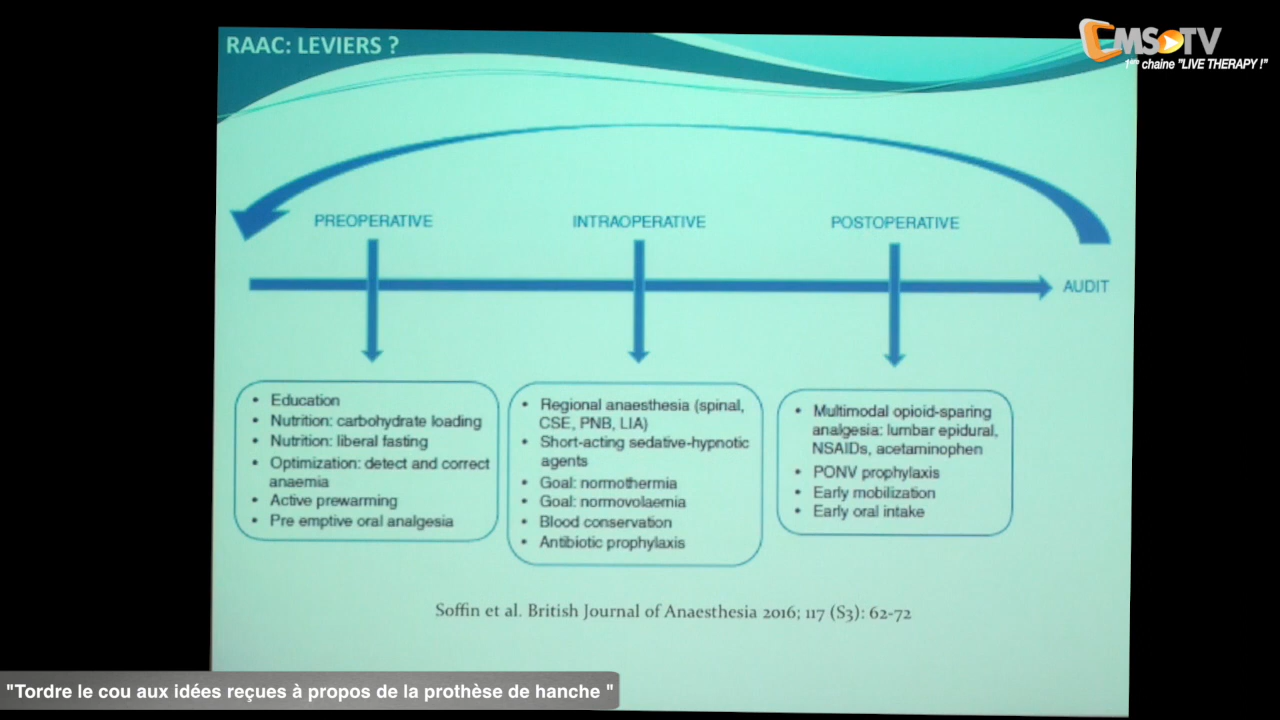 RAAC: LEVIERS ?
CMSTV
1ère chaine "LIVE THERAPY !"
PREOPERATIVE
INTRAOPERATIVE
POSTOPERATIVE
AUDIT
• Education
• Nutrition: carbohydrate loading
• Nutrition: liberal fasting
• Optimization: detect and correct
anaemia
• Active prewarming
• Pre emptive oral analgesia
• Regional anaesthesia (spinal,
CSE, PNB, LIA)
• Short-acting sedative-hypnotic
agents
• Goal: normothermia
• Goal: normovolaemia
• Blood conservation
• Antibiotic prophylaxis
• Multimodal opioid-sparing
analgesia: lumbar epidural,
NSAIDs, acetaminophen
• PONV prophylaxis
• Early mobilization
• Early oral intake
Soffin et al. British Journal of Anaesthesia 2016; 117 (S3): 62-72
"Tordre le cou aux idées reçues à propos de la prothèse de hanche "